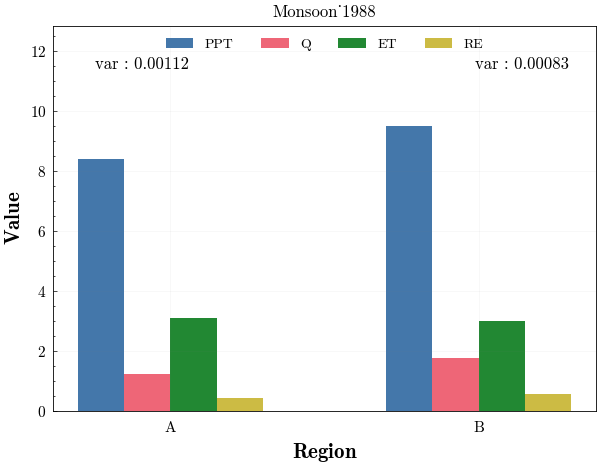 Monsoon˙1988
PPT Q ET RE
var : 0.00112 var : 0.00083
12
10
8
6
4
2
0
Value
A B
Region